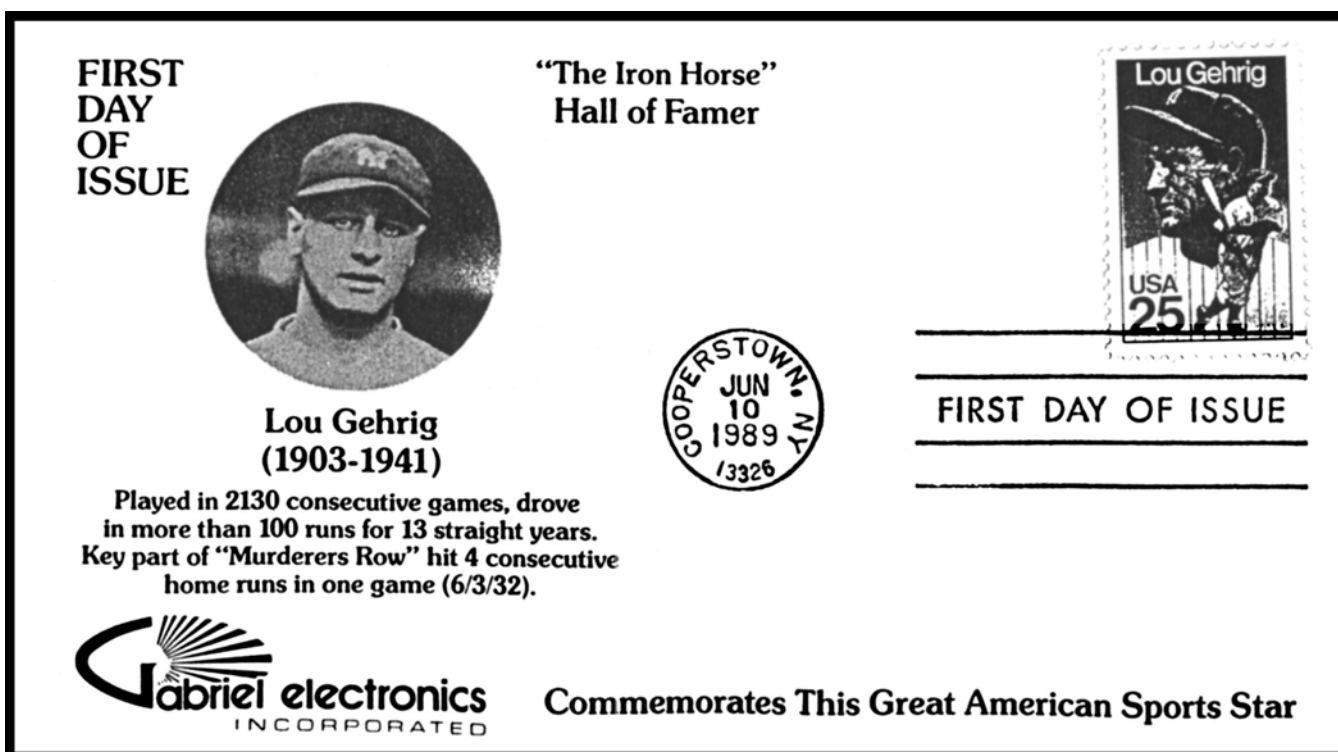 FIRST
DAY
OF
ISSUE
“The Iron Horse”
Hall of Famer
Lou Gehrig
USA
25
COOPERSTOWN, NY
JUN
10
1989
13326
FIRST DAY OF ISSUE
Lou Gehrig
(1903-1941)
Played in 2130 consecutive games, drove
in more than 100 runs for 13 straight years.
Key part of “Murderers Row” hit 4 consecutive
home runs in one game (6/3/32).
Gabriel electronics
INCORPORATED
Commemorates This Great American Sports Star